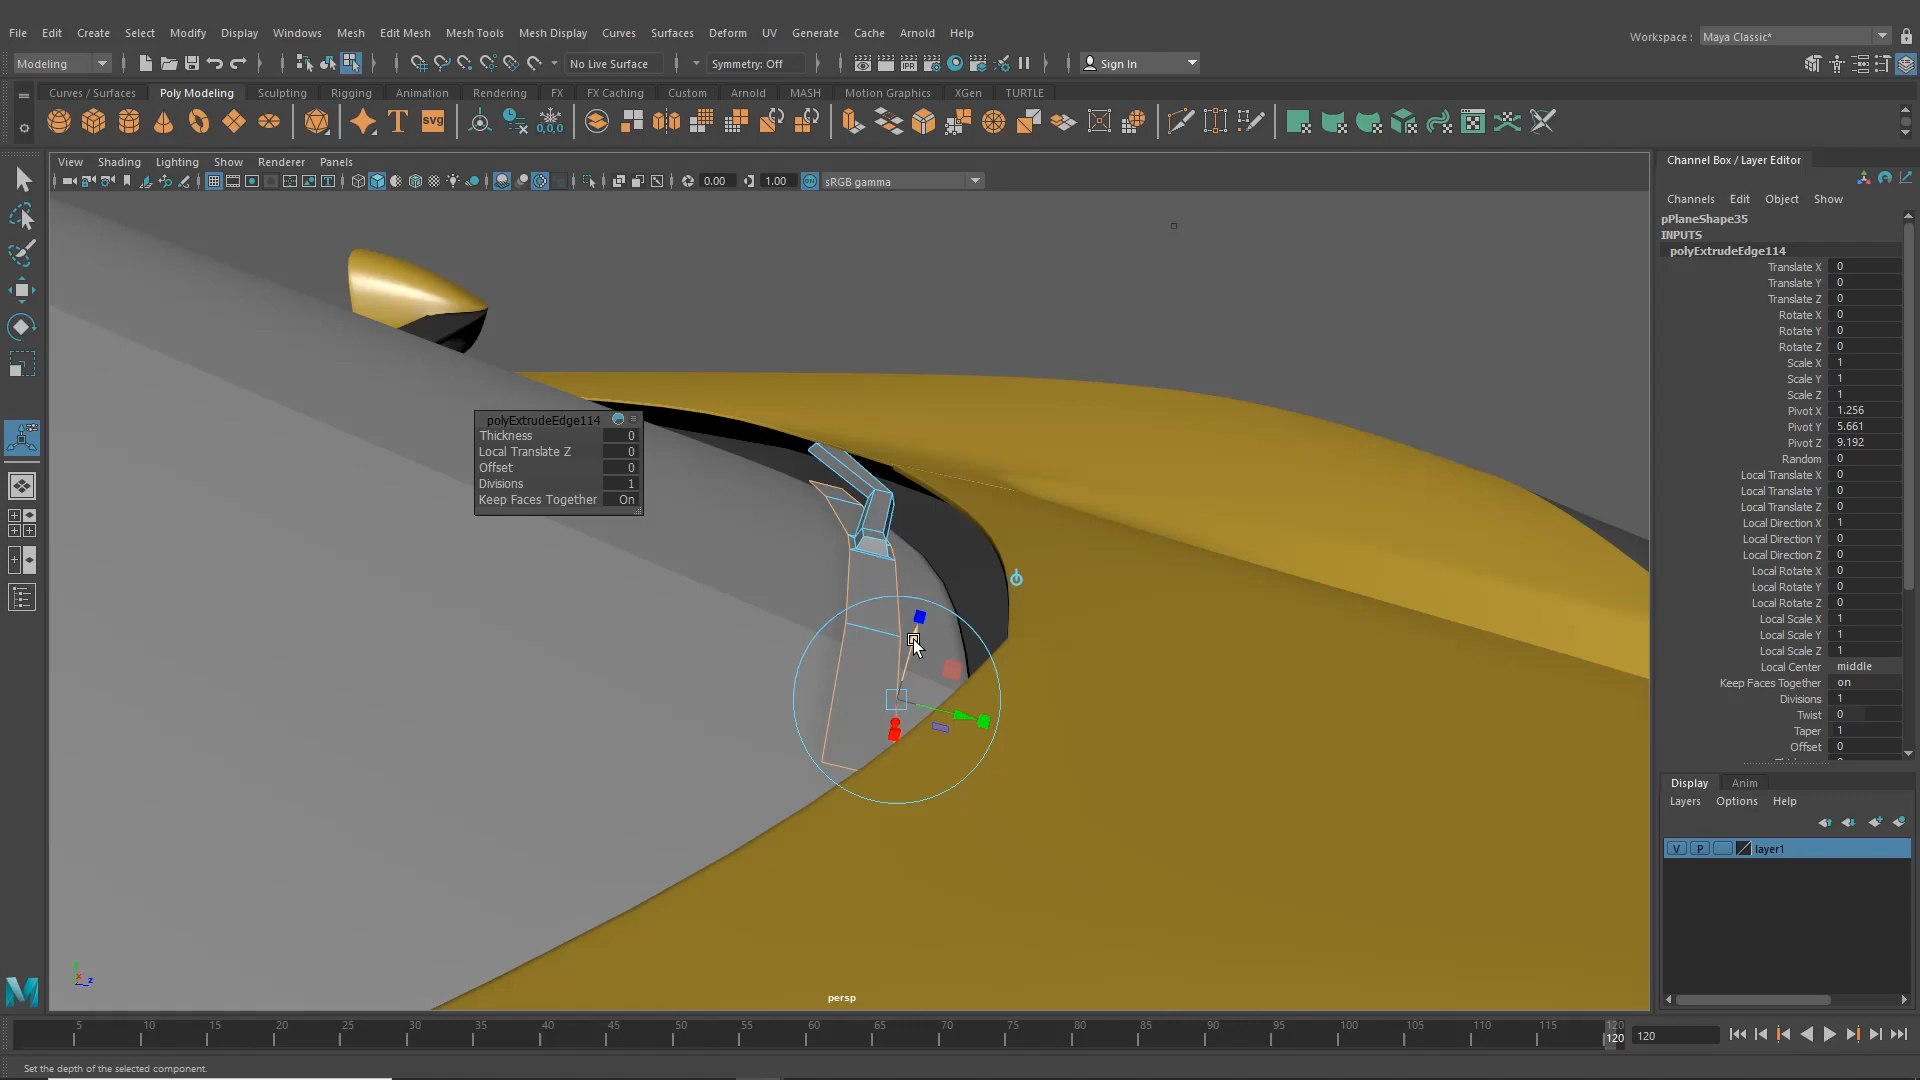 File Edit Create Select Modify Display Windows Mesh Edit Mesh Mesh Tools Mesh Display Curves Surfaces Deform UV Generate Cache Arnold Help
Workspace : Maya Classic*
Modeling No Live Surface Symmetry: Off Sign In
Curves / Surfaces Poly Modeling Sculpting Rigging Animation Rendering FX FX Caching Custom Arnold MASH Motion Graphics XGen TURTLE
T svg IPR 0,0,0
View Shading Lighting Show Renderer Panels
0.00 1.00 ON sRGB gamma
polyExtrudeEdge114
Thickness 0
Local Translate Z 0
Offset 0
Divisions 1
Keep Faces Together On
persp
Channel Box / Layer Editor
Channels Edit Object Show
pPlaneShape35
INPUTS
polyExtrudeEdge114
Translate X 0
Translate Y 0
Translate Z 0
Rotate X 0
Rotate Y 0
Rotate Z 0
Scale X 1
Scale Y 1
Scale Z 1
Pivot X 1.256
Pivot Y 5.661
Pivot Z 9.192
Random 0
Local Translate X 0
Local Translate Y 0
Local Translate Z 0
Local Direction X 1
Local Direction Y 0
Local Direction Z 0
Local Rotate X 0
Local Rotate Y 0
Local Rotate Z 0
Local Scale X 1
Local Scale Y 1
Local Scale Z 1
Local Center middle
Keep Faces Together on
Divisions 1
Twist 0
Taper 1
Offset 0
Display Anim
Layers Options Help
V P layer1
5 10 15 20 25 30 35 40 45 50 55 60 65 70 75 80 85 90 95 100 105 110 115 120
120 120
Set the depth of the selected component.